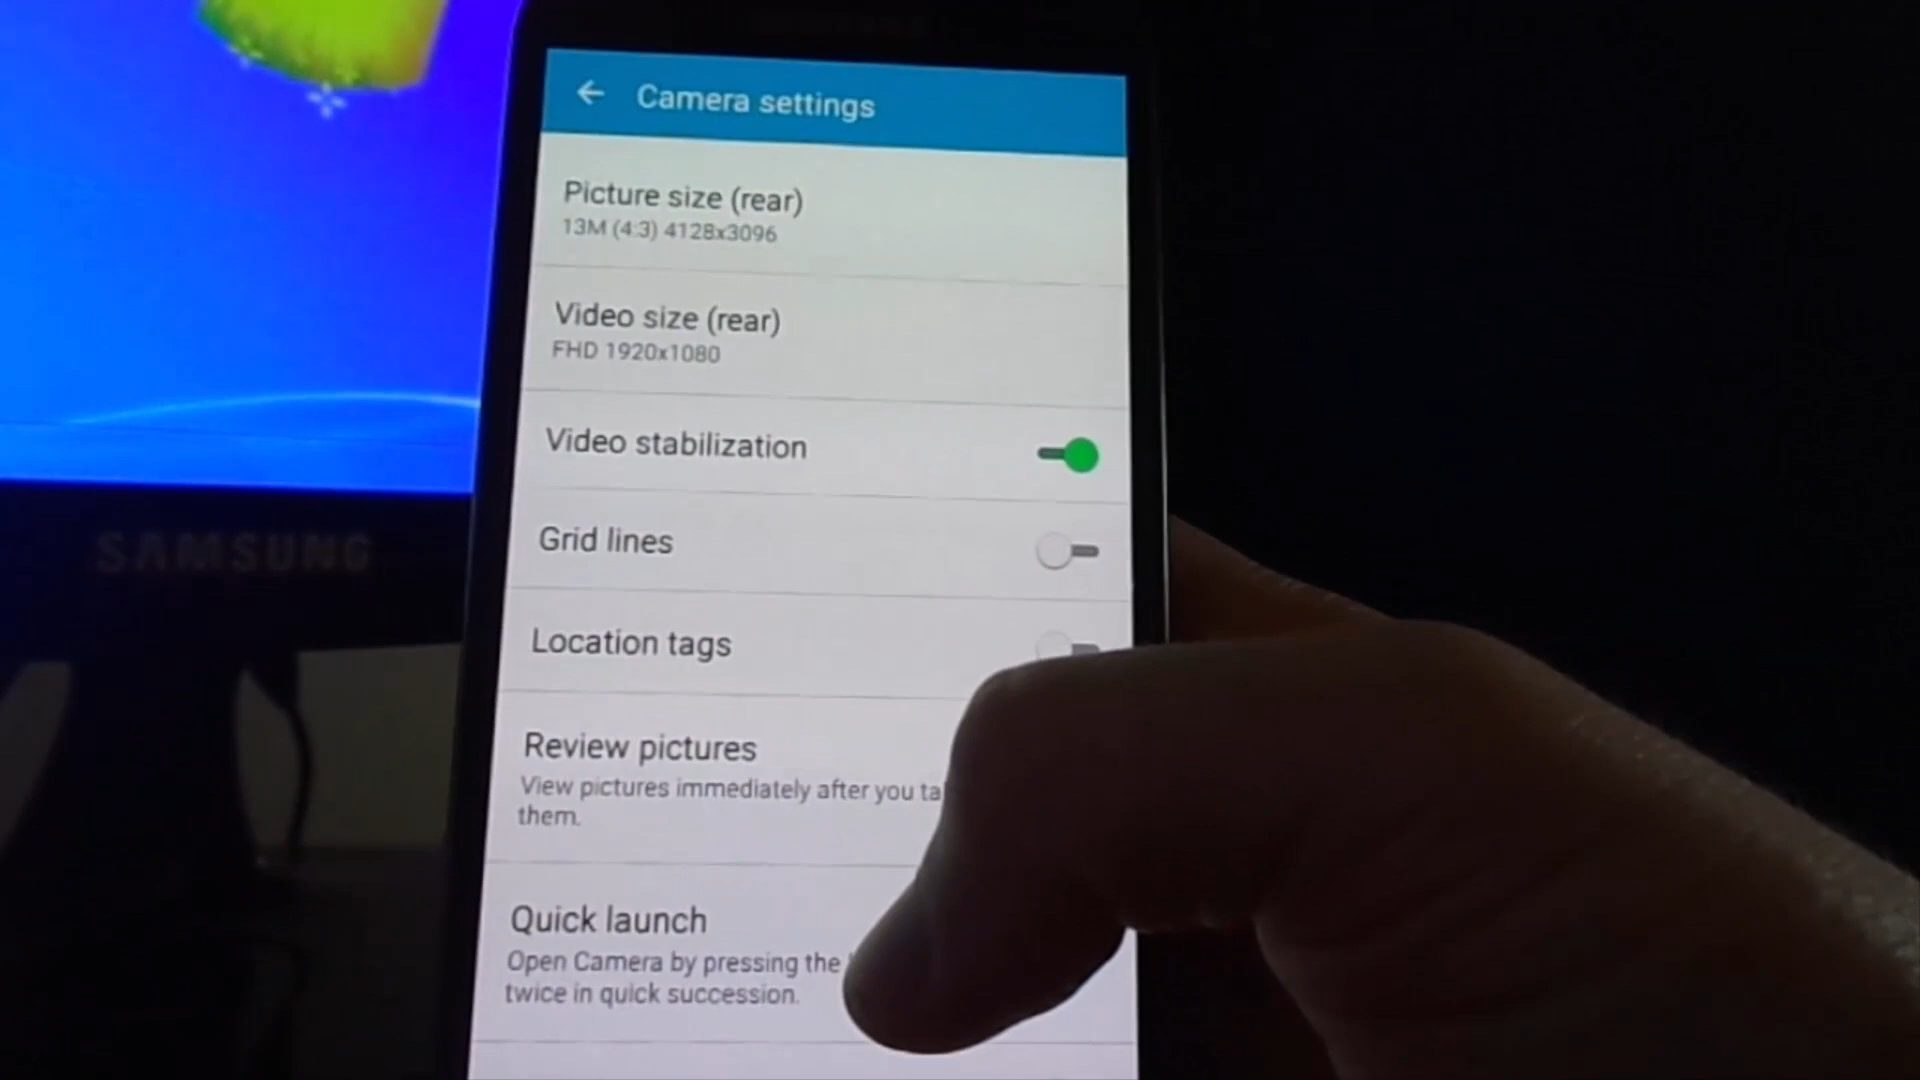 Camera settings
Picture size (rear)
13M (4:3) 4128x3096
Video size (rear)
FHD 1920x1080
Video stabilization
Grid lines
SAMSUNG
Location tags
Review pictures
View pictures immediately after you ta
them.
Quick launch
Open Camera by pressing the
twice in quick succession.